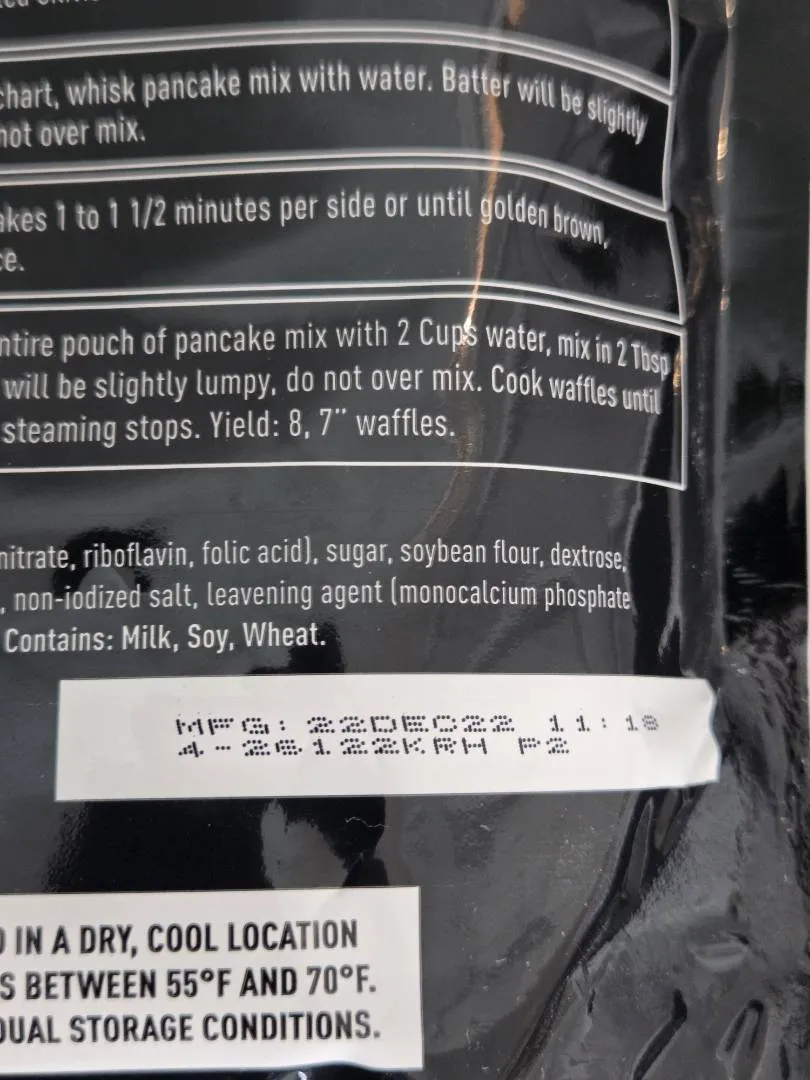 chart, whisk pancake mix with water. Batter will be slightly
not over mix.
akes 1 to 1 1/2 minutes per side or until golden brown,
ce.
ntire pouch of pancake mix with 2 Cups water, mix in 2 Tbsp
will be slightly lumpy, do not over mix. Cook waffles until
steaming stops. Yield: 8, 7" waffles.
nitrate, riboflavin, folic acid), sugar, soybean flour, dextrose,
, non-iodized salt, leavening agent (monocalcium phosphate
Contains: Milk, Soy, Wheat.
MFG: 22DEC22 11:18
4-26122KRH P2
D IN A DRY, COOL LOCATION
S BETWEEN 55°F AND 70°F.
DUAL STORAGE CONDITIONS.